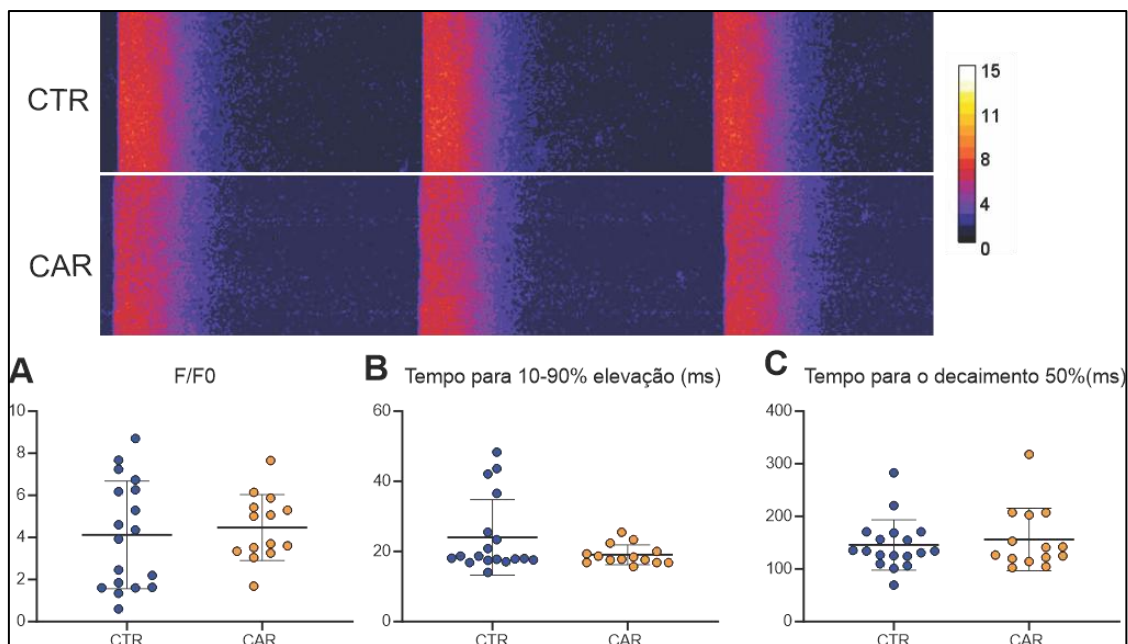 CTR
CAR
15
11
8
4
0
A
F/F0
10
8
6
4
2
0
CTR
CAR
B
Tempo para 10-90% elevação (ms)
60
40
20
0
CTR
CAR
C
Tempo para o decaimento 50%(ms)
400
300
200
100
0
CTR
CAR